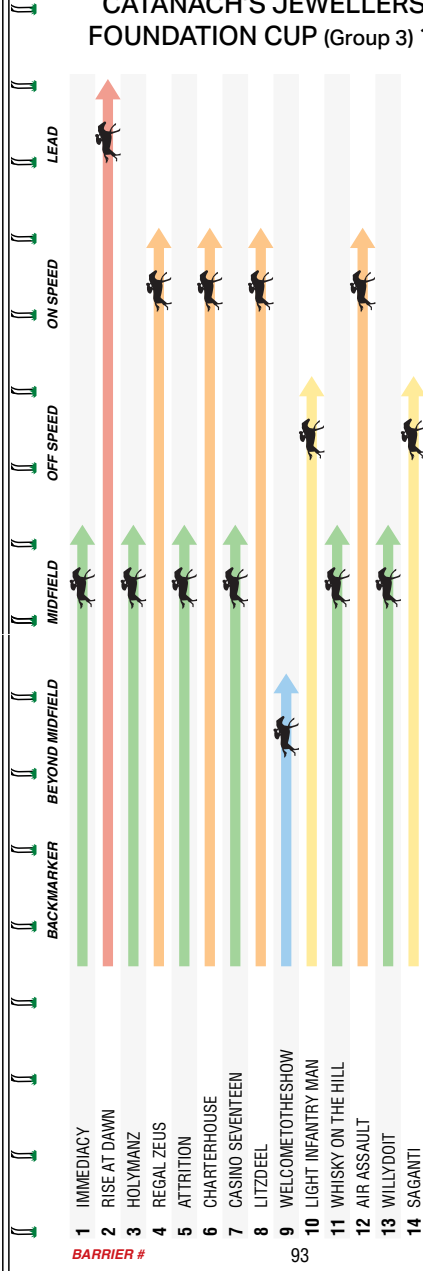 CATANACH'S JEWELLERS
FOUNDATION CUP (Group 3)
LEAD
ON SPEED
OFF SPEED
MIDFIELD
BEYOND MIDFIELD
BACKMARKER
1 IMMEDIACY
2 RISE AT DAWN
3 HOLYMANZ
4 REGAL ZEUS
5 ATTRITION
6 CHARTERHOUSE
7 CASINO SEVENTEEN
8 LITZDEEL
9 WELCOMETOTHESHOW
10 LIGHT INFANTRY MAN
11 WHISKY ON THE HILL
12 AIR ASSAULT
13 WILLYDOIT
14 SAGANTI
BARRIER #
93